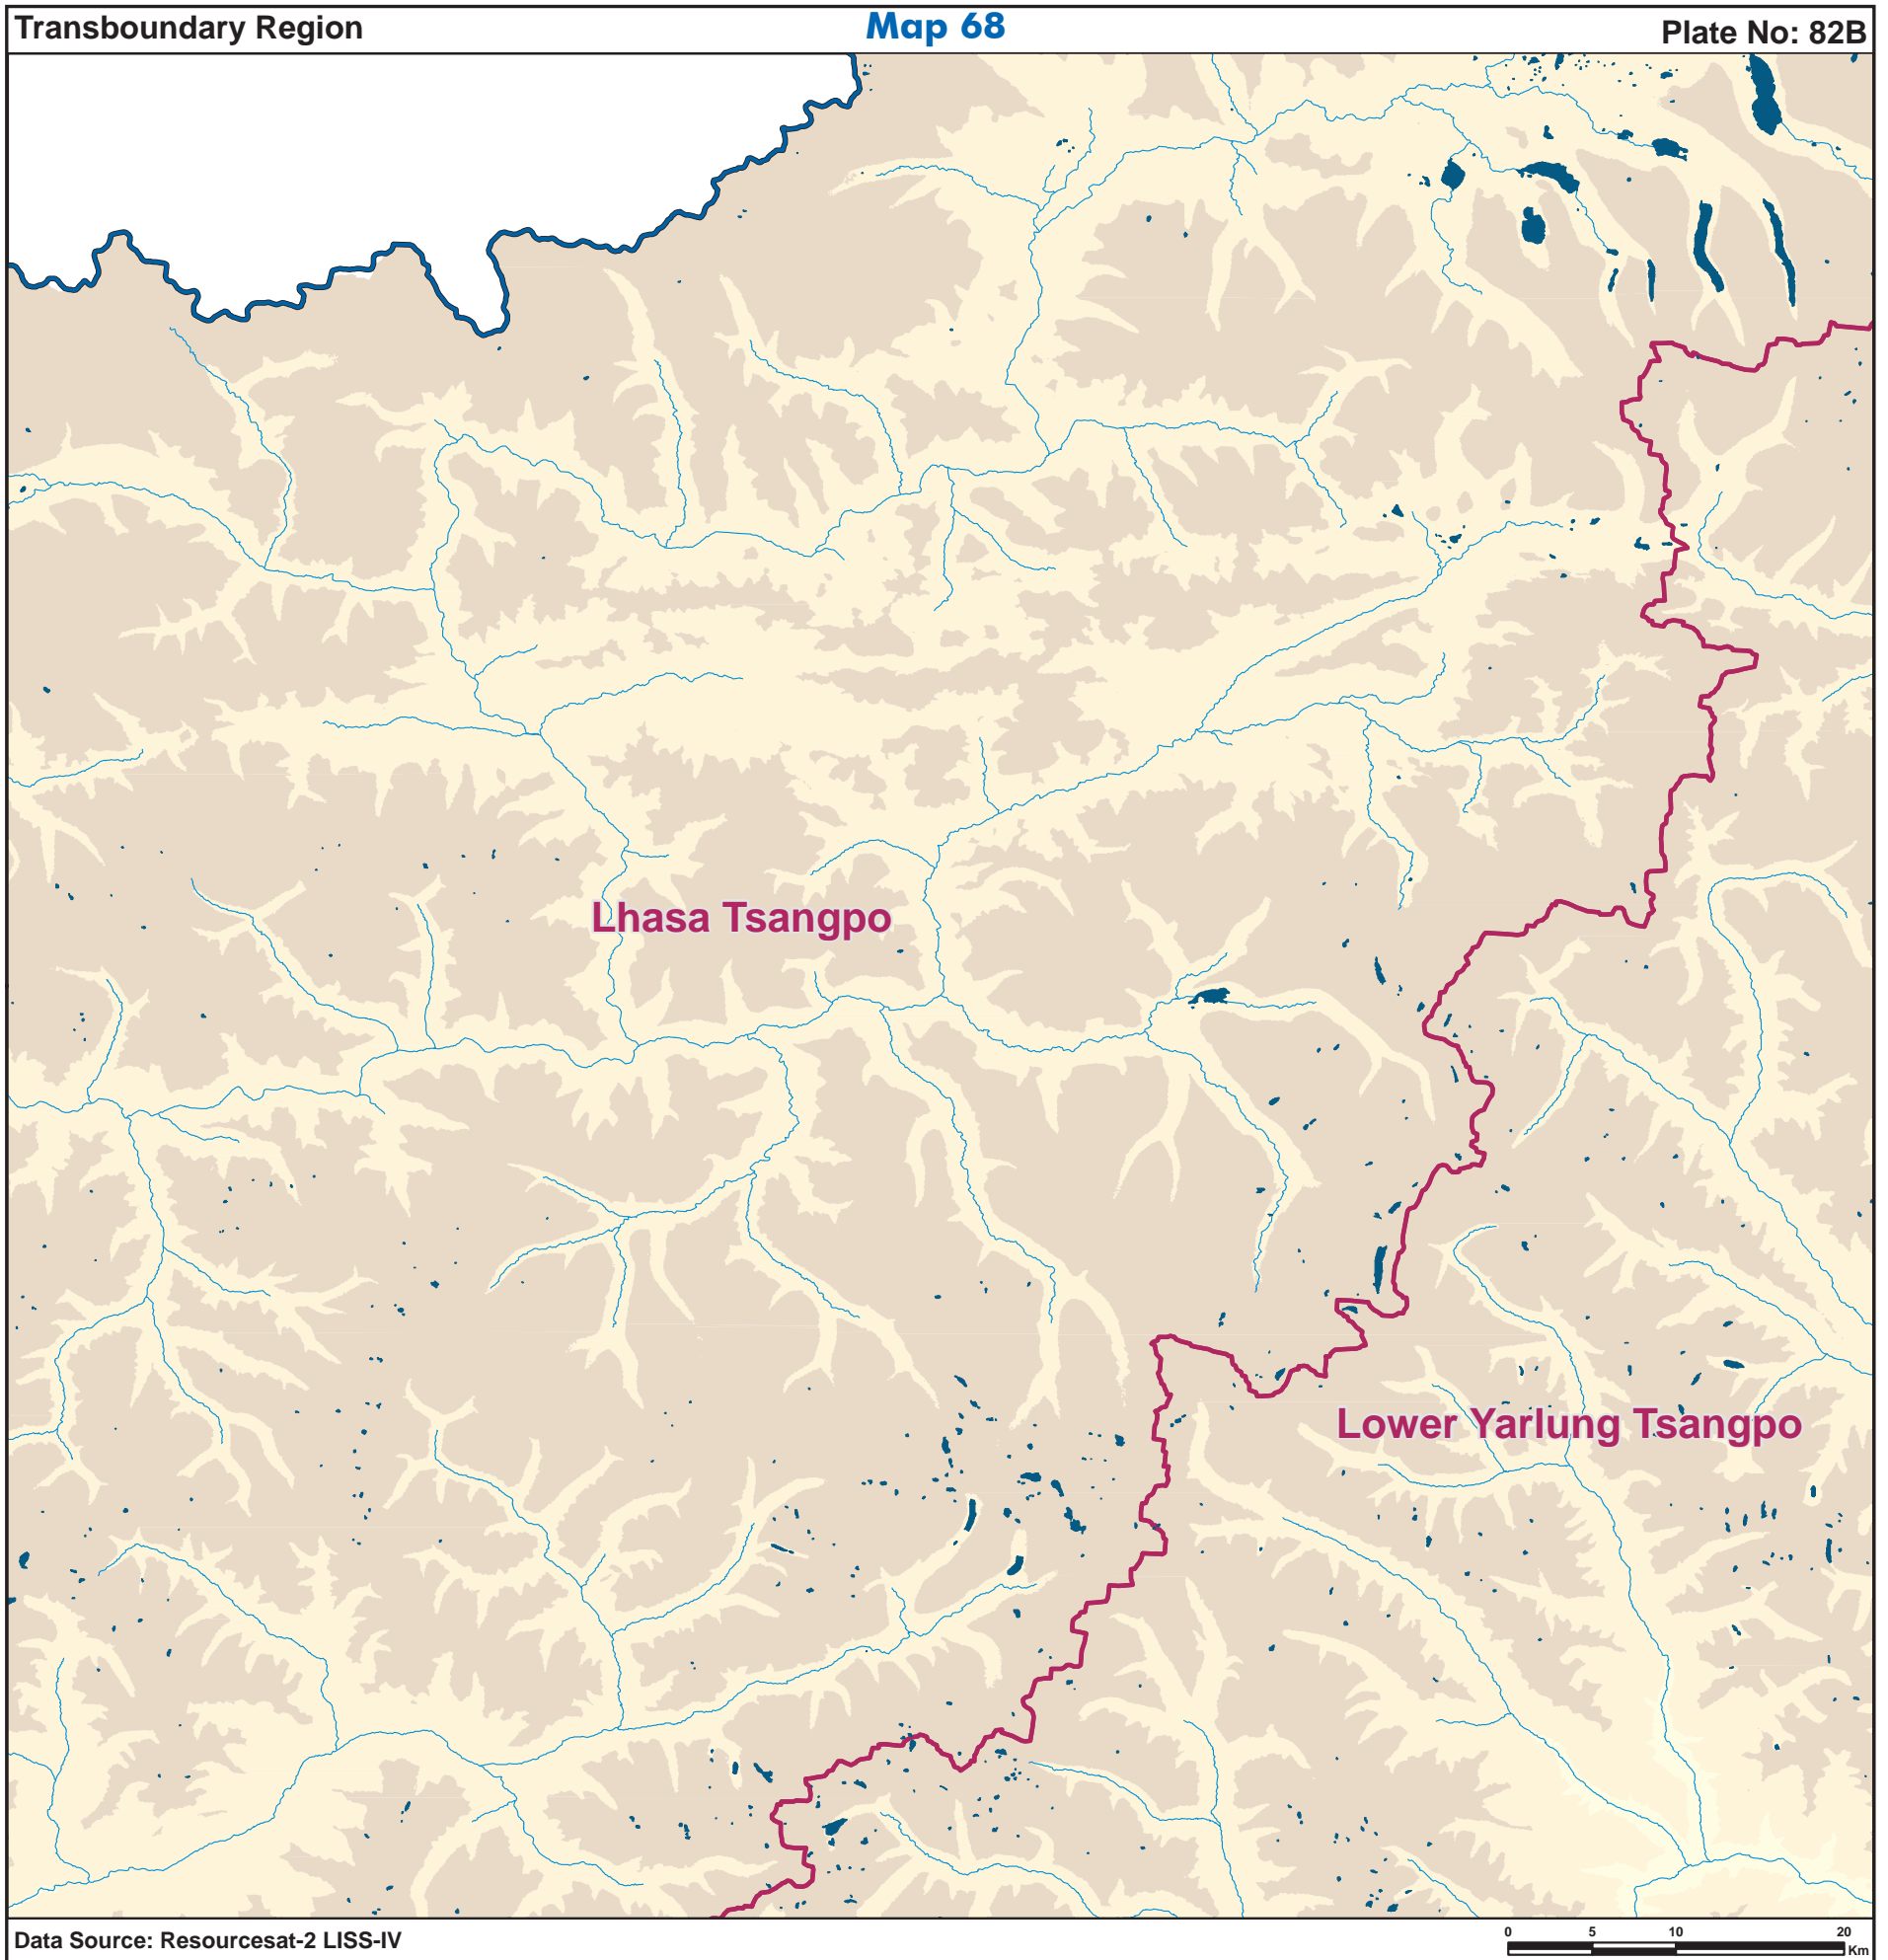 Transboundary Region
Map 68
Plate No: 82B
Lhasa Tsangpo
Lower Yarlung Tsangpo
Data Source: Resourcesat-2 LISS-IV
0 5 10 20
Km